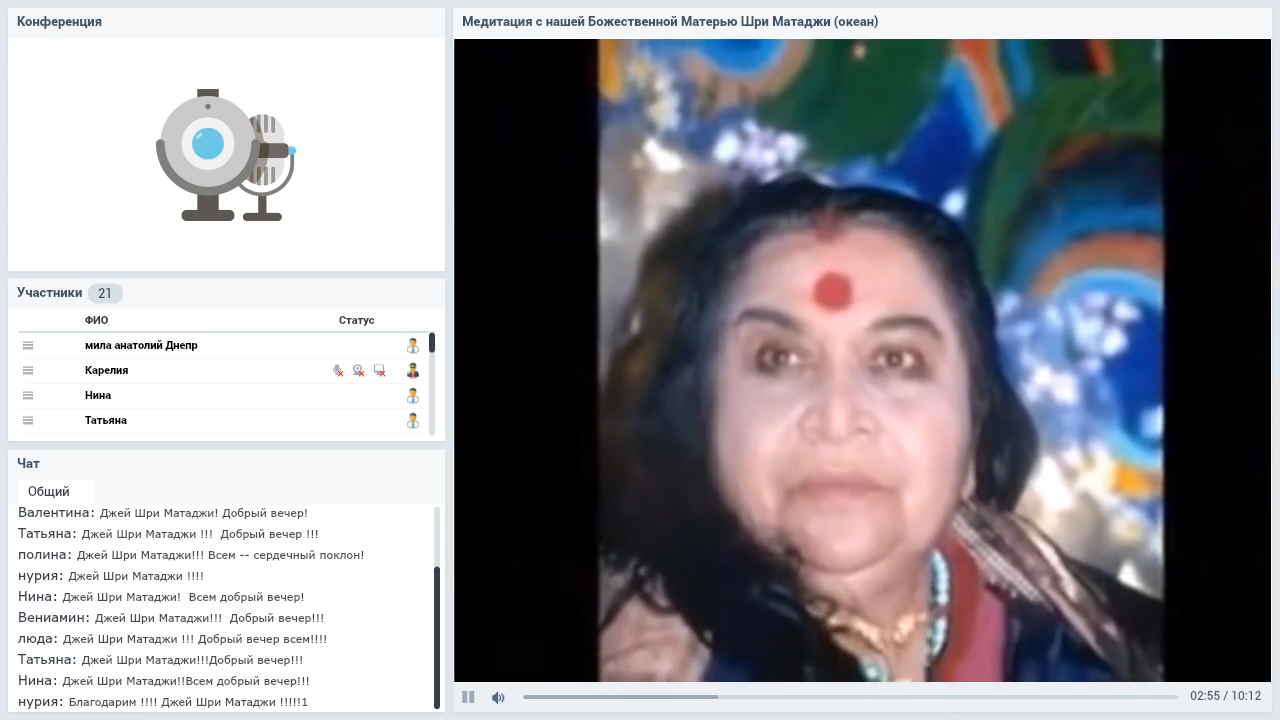 Конференция
Участники 21
ФИО Статус
мила анатолий Днепр
Карелия
Нина
Татьяна
Чат
Общий
Валентина: Джей Шри Матаджи! Добрый вечер!
Татьяна: Джей Шри Матаджи !!! Добрый вечер !!!
полина: Джей Шри Матаджи!!! Всем -- сердечный поклон!
нурия: Джей Шри Матаджи !!!!
Нина: Джей Шри Матаджи! Всем добрый вечер!
Вениамин: Джей Шри Матаджи!!! Добрый вечер!!!
люда: Джей Шри Матаджи !!! Добрый вечер всем!!!!
Татьяна: Джей Шри Матаджи!!!Добрый вечер!!!
Нина: Джей Шри Матаджи!!Всем добрый вечер!!!
нурия: Благодарим !!!! Джей Шри Матаджи !!!!!1
Медитация с нашей Божественной Матерью Шри Матаджи (океан)
02:55 / 10:12